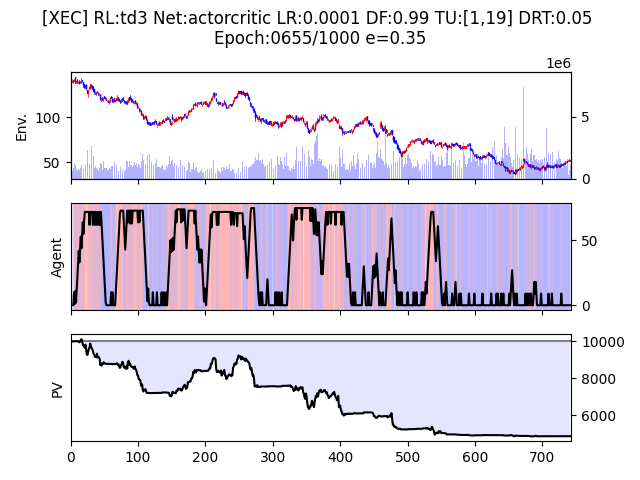 [XEC] RL:td3 Net:actorcritic LR:0.0001 DF:0.99 TU:[1,19] DRT:0.05
Epoch:0655/1000 e=0.35
1e6
Env.
100
50
5
0
Agent
50
0
PV
10000
8000
6000
0 100 200 300 400 500 600 700